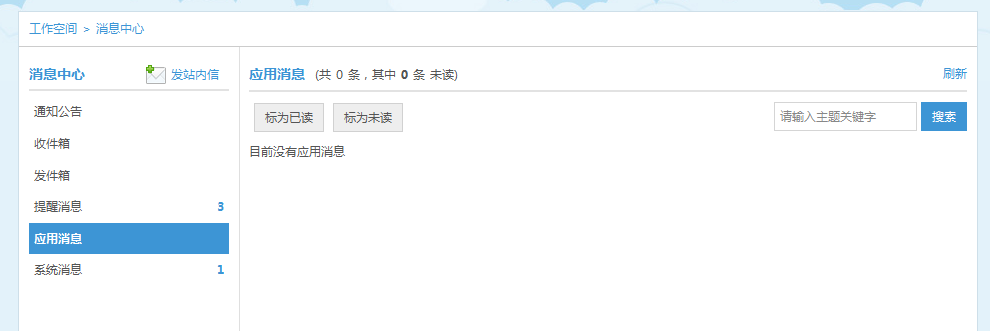 工作空间 > 消息中心
消息中心 发站内信
通知公告
收件箱
发件箱
提醒消息 3
应用消息
系统消息 1
应用消息 (共 0 条，其中 0 条 未读) 刷新
标为已读 标为未读 请输入主题关键字 搜索
目前没有应用消息